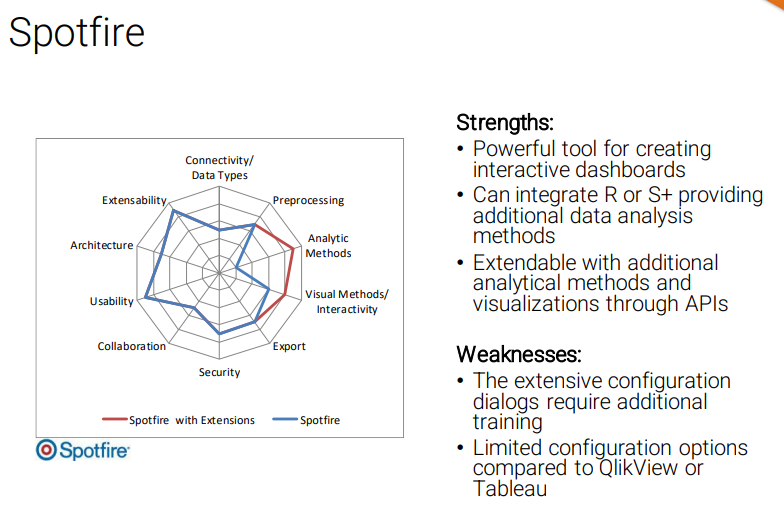 Spotfire
Connectivity/
Data Types
Extensability
Preprocessing
Architecture
Analytic
Methods
Usability
Visual Methods/
Interactivity
Collaboration
Export
Security
Spotfire with Extensions
Spotfire
Spotfire
Strengths:
• Powerful tool for creating
interactive dashboards
• Can integrate R or S+ providing
additional data analysis
methods
• Extendable with additional
analytical methods and
visualizations through APIs
Weaknesses:
• The extensive configuration
dialogs require additional
training
• Limited configuration options
compared to QlikView or
Tableau